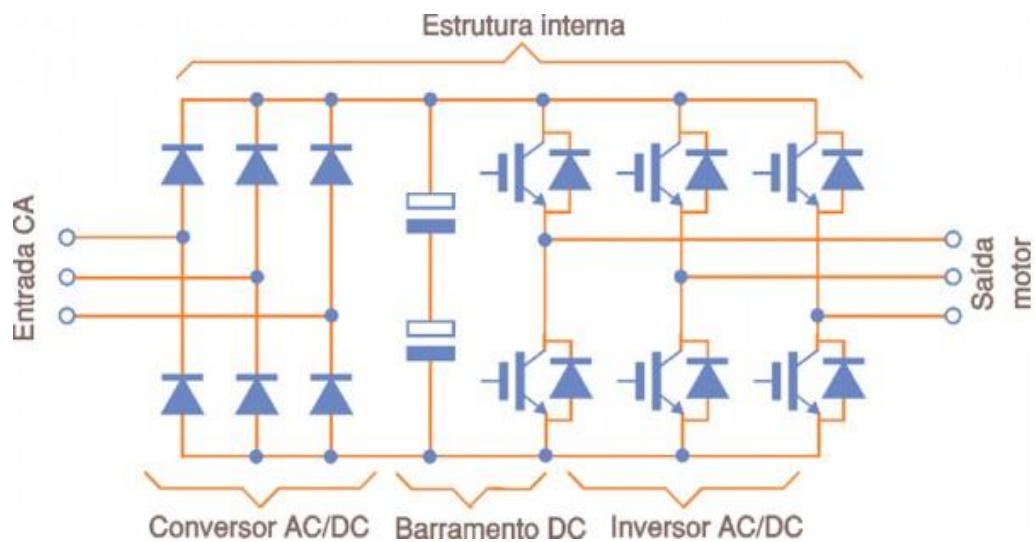 Estrutura interna
Entrada CA
Saída
motor
Conversor AC/DC
Barramento DC
Inversor AC/DC